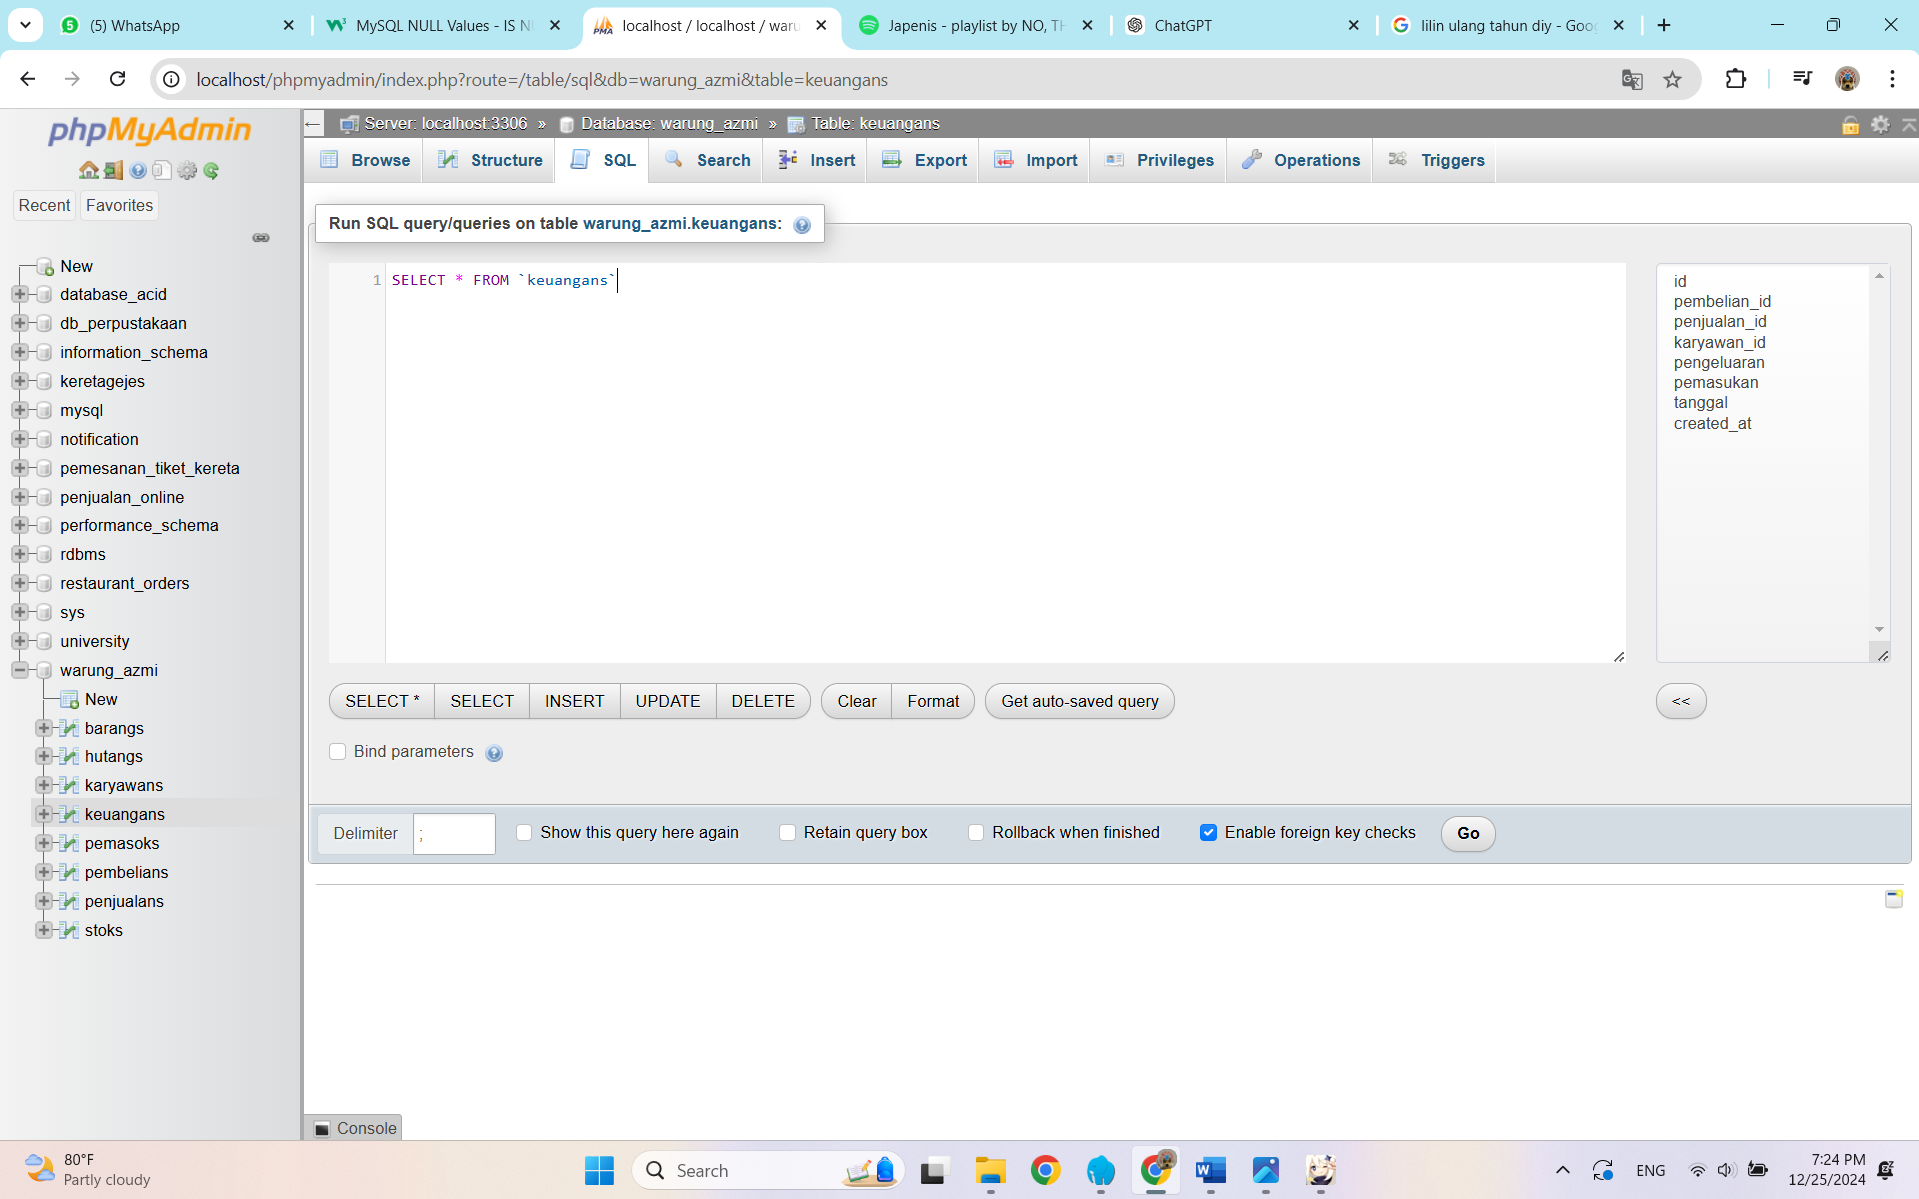 (5) WhatsApp
MySQL NULL Values - IS N
localhost / localhost / waru
Japenis - playlist by NO, TH
ChatGPT
lilin ulang tahun diy - Goo
localhost/phpmyadmin/index.php?route=/table/sql&db=warung_azmi&table=keuangans
phpMyAdmin
Recent
Favorites
New
database_acid
db_perpustakaan
information_schema
keretagejes
mysql
notification
pemesanan_tiket_kereta
penjualan_online
performance_schema
rdbms
restaurant_orders
sys
university
warung_azmi
New
barangs
hutangs
karyawans
keuangans
pemasoks
pembelians
penjualans
stoks
Server: localhost:3306 » Database: warung_azmi » Table: keuangans
Browse
Structure
SQL
Search
Insert
Export
Import
Privileges
Operations
Triggers
Run SQL query/queries on table warung_azmi.keuangans:
1 SELECT * FROM `keuangans`
id
pembelian_id
penjualan_id
karyawan_id
pengeluaran
pemasukan
tanggal
created_at
SELECT *
SELECT
INSERT
UPDATE
DELETE
Clear
Format
Get auto-saved query
<<
Bind parameters
Delimiter ;
Show this query here again
Retain query box
Rollback when finished
Enable foreign key checks
Go
Console
80°F
Partly cloudy
Search
ENG
7:24 PM
12/25/2024